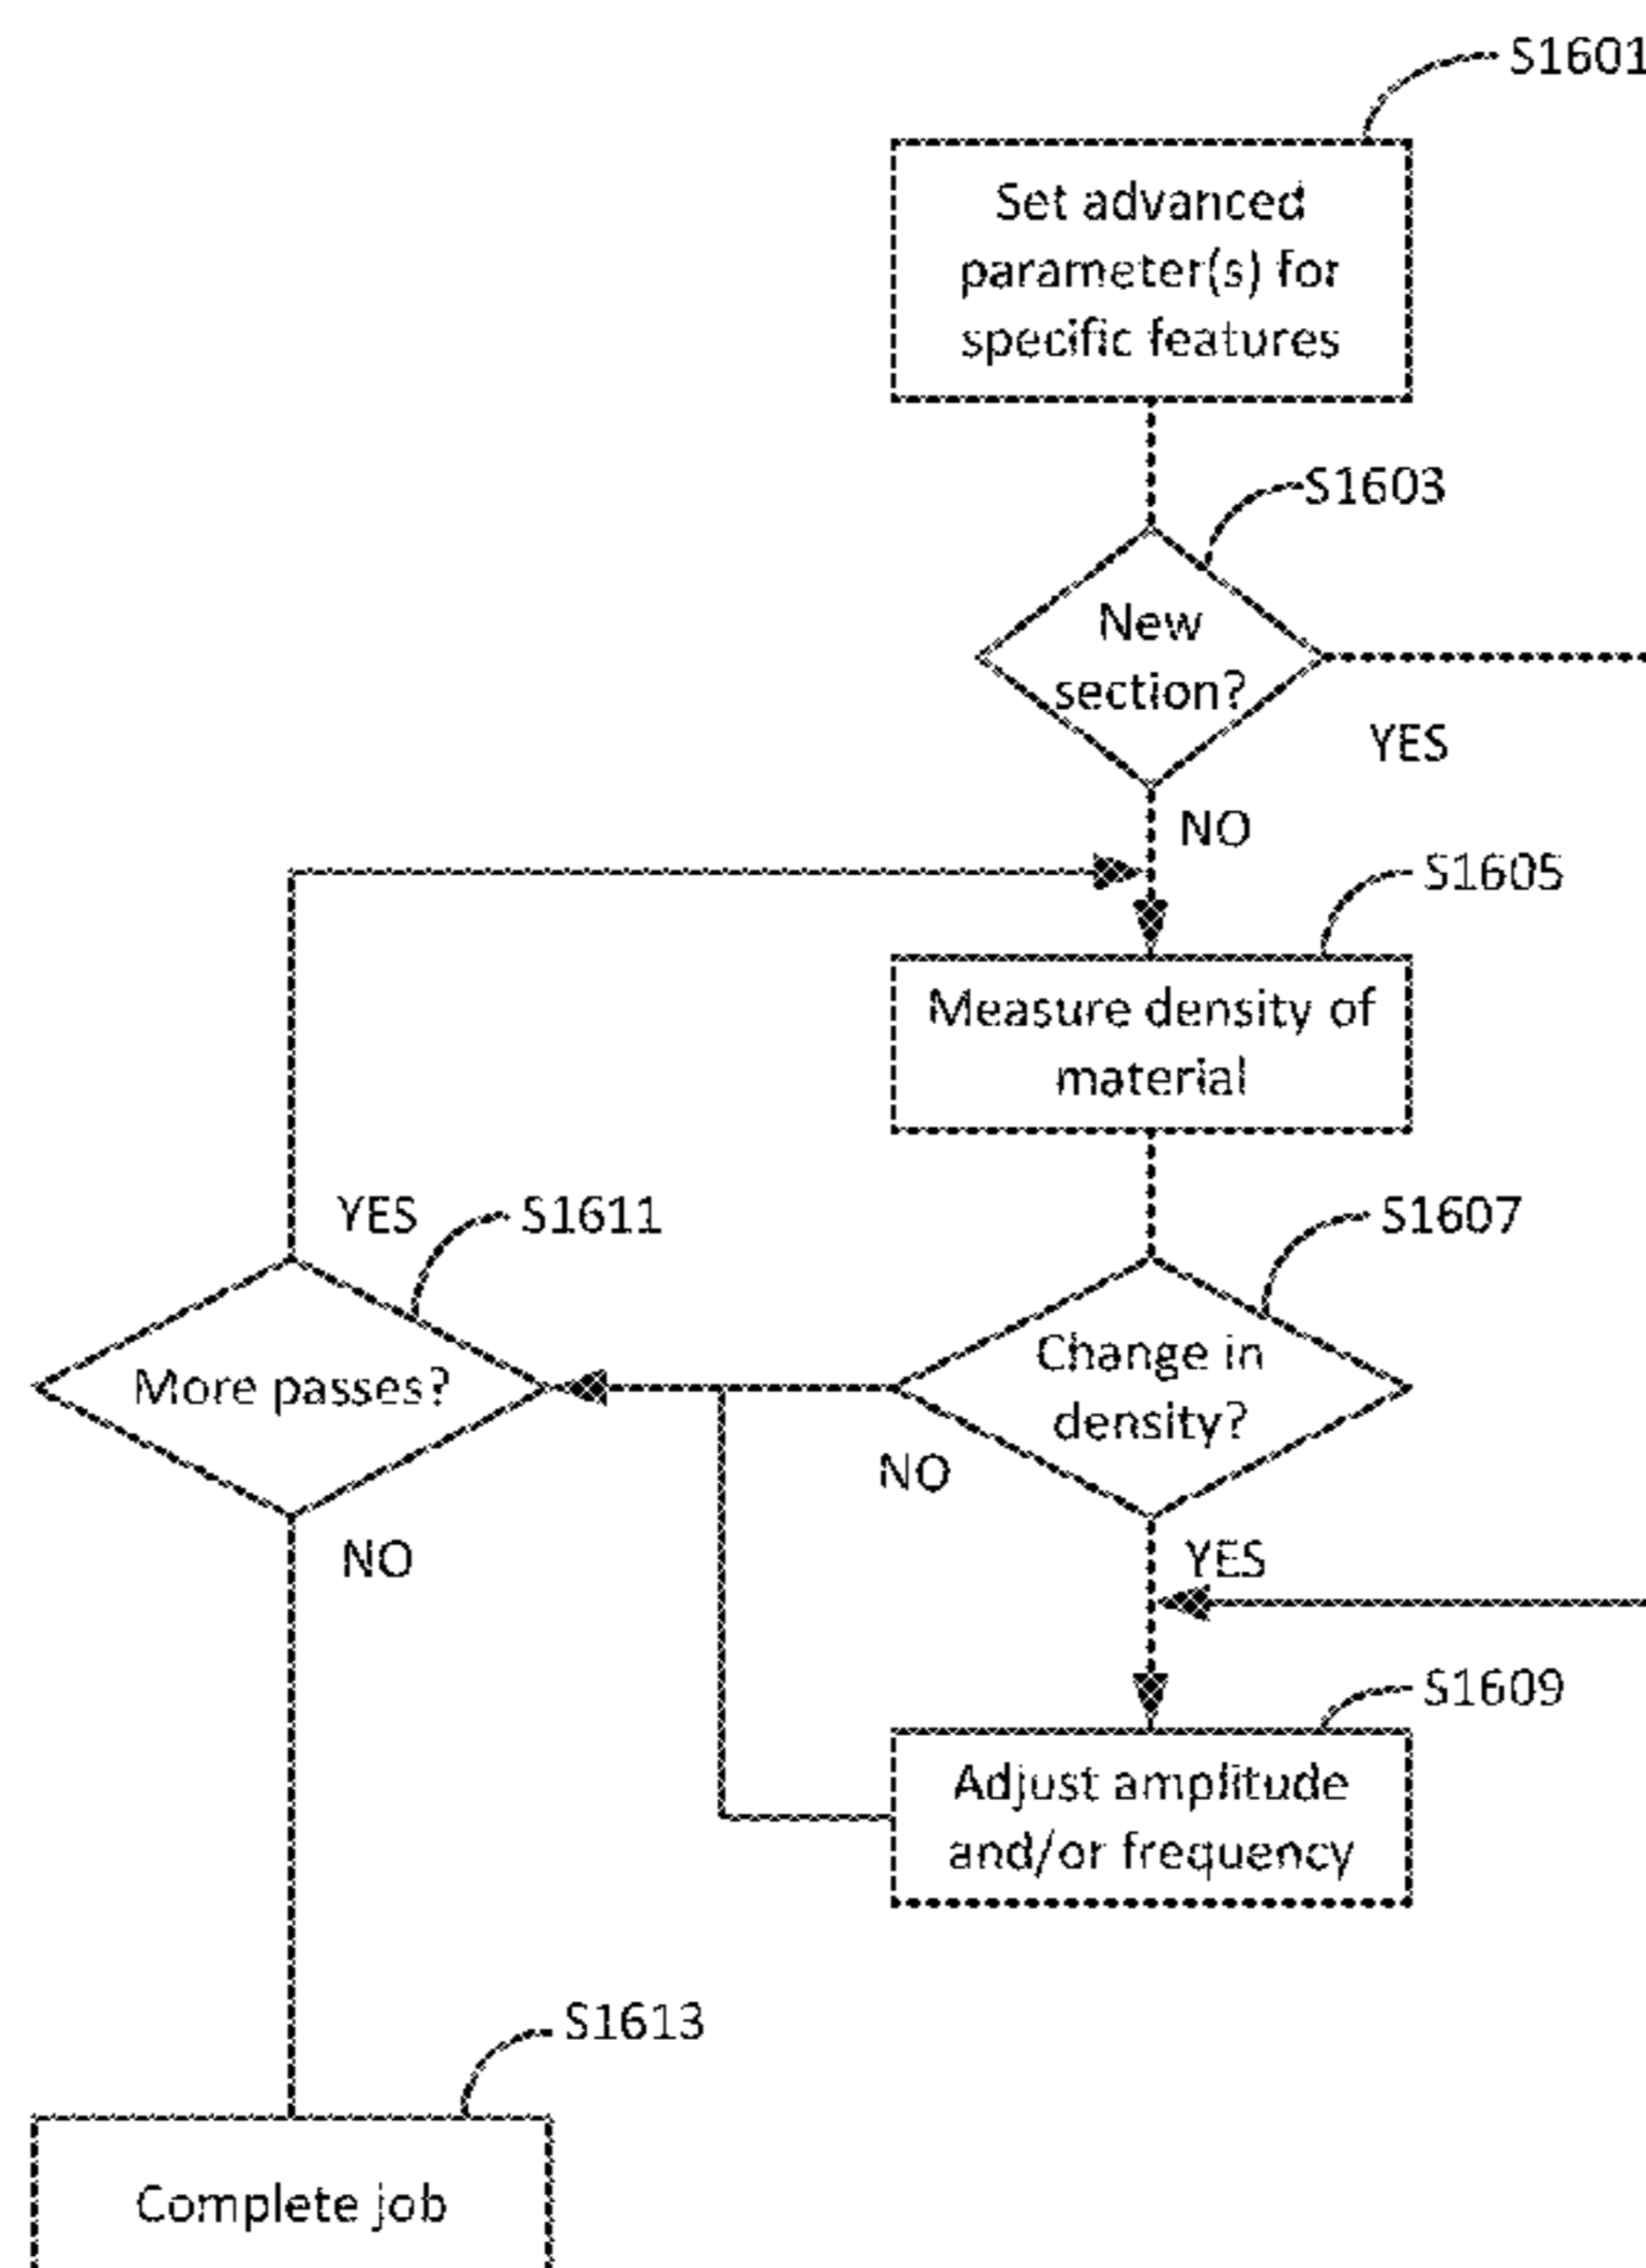 S1601
Set advanced
parameter(s) for
specific features
S1603
New
section?
YES
NO
S1605
Measure density of
material
YES
S1611
S1607
More passes?
Change in
density?
NO
NO
YES
S1609
Adjust amplitude
and/or frequency
S1613
Complete job